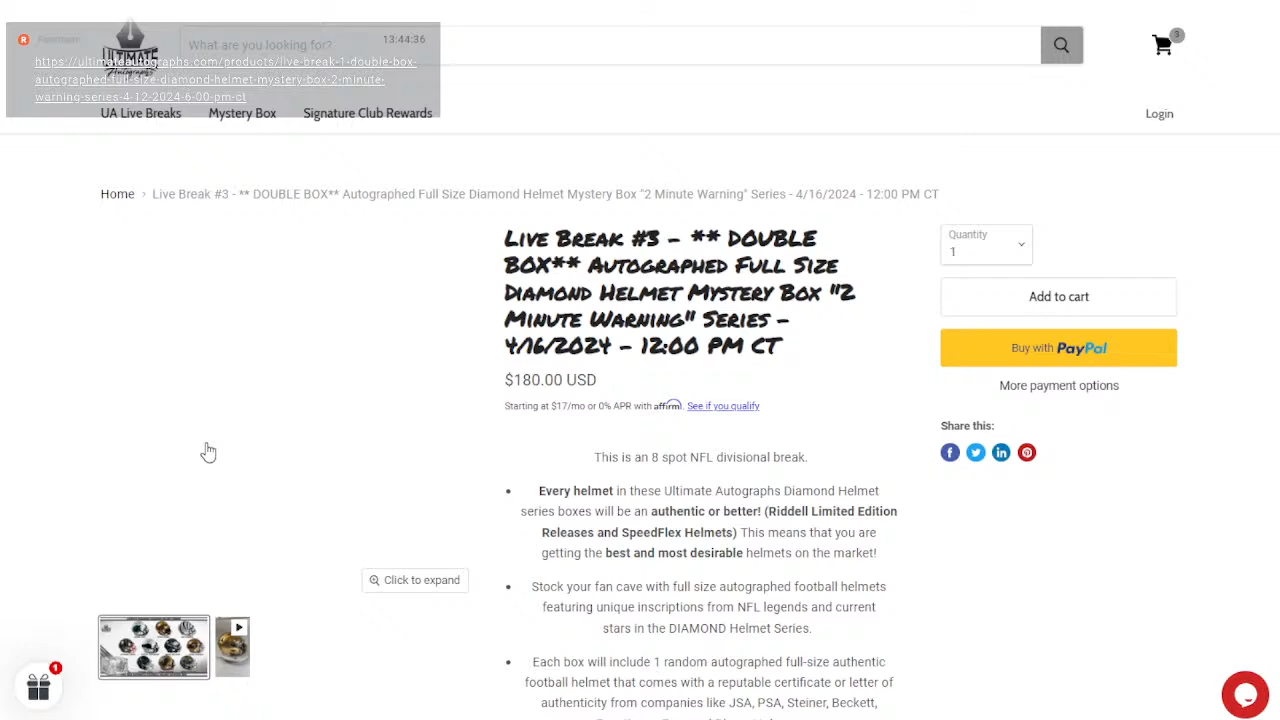 What are you looking for?
13:44:36
3
ULTIMATE
Autographs
https://ultimateautographs.com/products/live-break-1-double-box-
autographed-full-size-diamond-helmet-mystery-box-2-minute-
warning-series-4-12-2024-6-00-pm-ct
UA Live Breaks
Mystery Box
Signature Club Rewards
Login
Home › Live Break #3 - ** DOUBLE BOX** Autographed Full Size Diamond Helmet Mystery Box "2 Minute Warning" Series - 4/16/2024 - 12:00 PM CT
Live Break #3 - ** DOUBLE
BOX** Autographed Full Size
Diamond Helmet Mystery Box "2
Minute Warning" Series -
4/16/2024 - 12:00 PM CT
$180.00 USD
Starting at $17/mo or 0% APR with affirm. See if you qualify
Quantity
1
Add to cart
Buy with PayPal
More payment options
Share this:
This is an 8 spot NFL divisional break.
Every helmet in these Ultimate Autographs Diamond Helmet
series boxes will be an authentic or better! (Riddell Limited Edition
Releases and SpeedFlex Helmets) This means that you are
getting the best and most desirable helmets on the market!
Stock your fan cave with full size autographed football helmets
featuring unique inscriptions from NFL legends and current
stars in the DIAMOND Helmet Series.
Each box will include 1 random autographed full-size authentic
football helmet that comes with a reputable certificate or letter of
authenticity from companies like JSA, PSA, Steiner, Beckett,
Click to expand
1